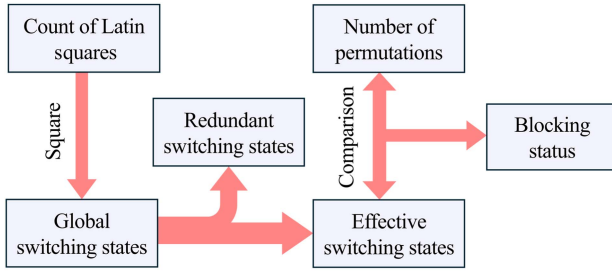 Count of Latin
squares
Number of
permutations
Square
Redundant
switching states
Comparison
Blocking
status
Global
switching states
Effective
switching states